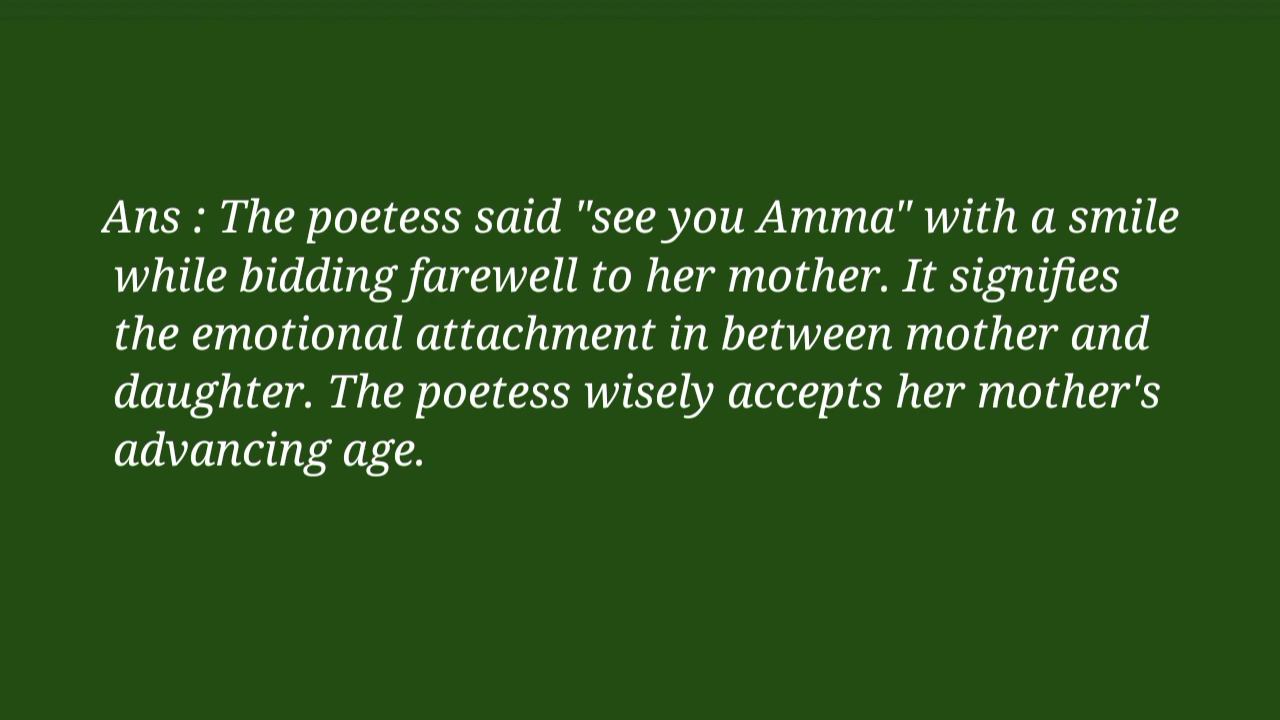 Ans : The poetess said "see you Amma" with a smile
while bidding farewell to her mother. It signifies
the emotional attachment in between mother and
daughter. The poetess wisely accepts her mother's
advancing age.